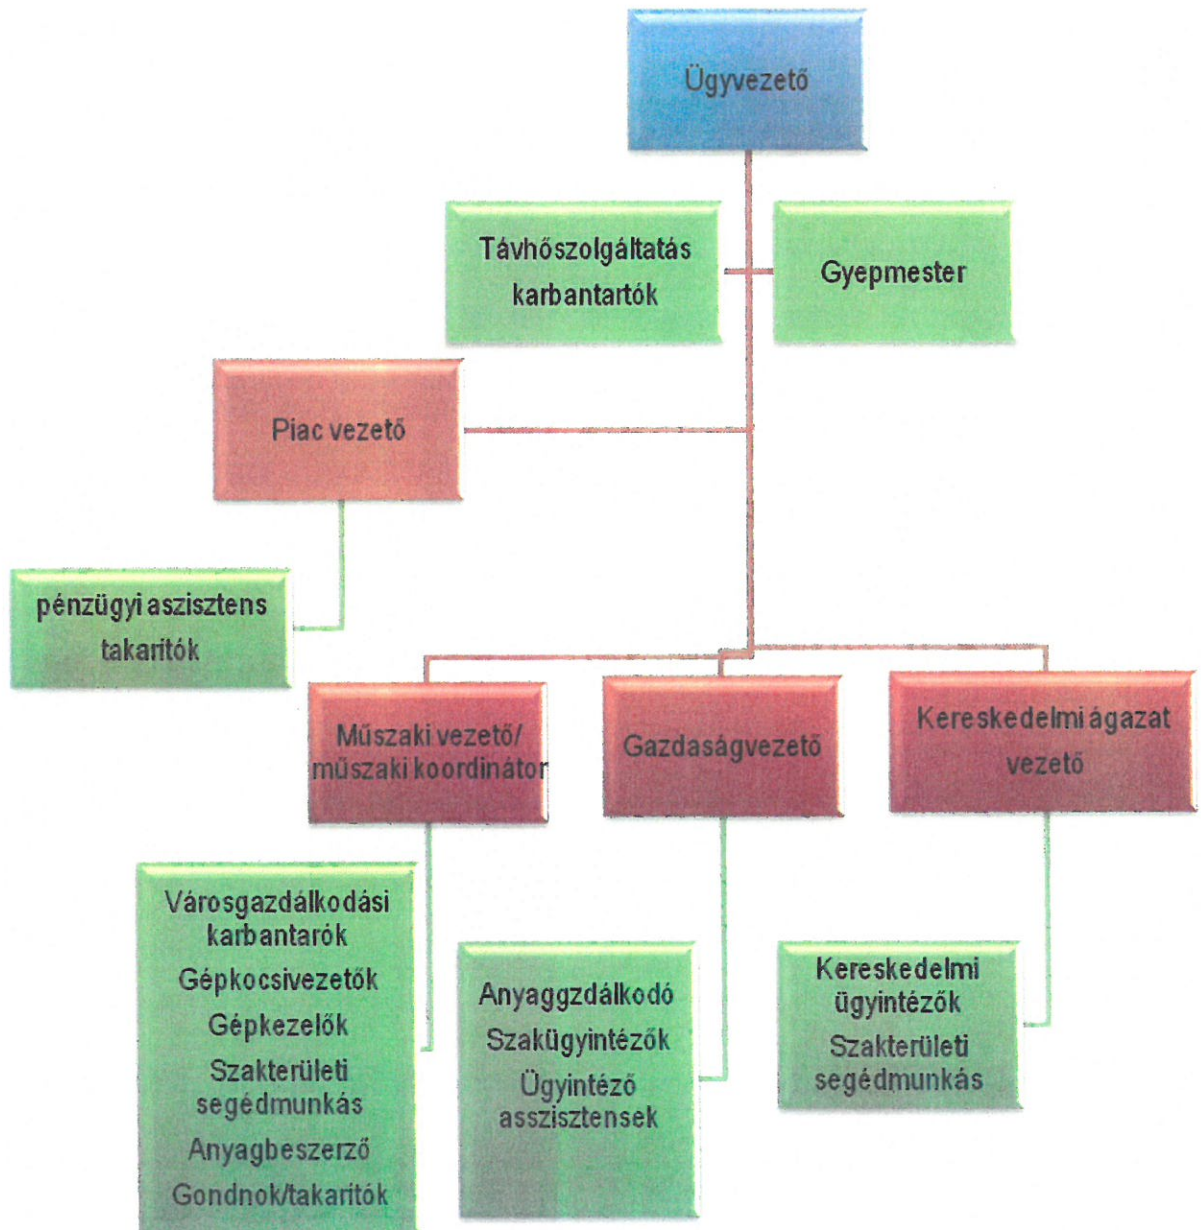 Ügyvezető
Távhőszolgáltatás
karbantartók
Gyepmester
Piac vezető
pénzügyi aszisztens
takarítók
Műszaki vezető/
műszaki koordinátor
Gazdaságvezető
Kereskedelmi ágazat
vezető
Városgazdálkodási
karbantarók
Gépkocsivezetők
Gépkezelők
Szakterületi
segédmunkás
Anyagbeszerző
Gondnok/takarítók
Anyaggzdálkodó
Szakügyintézők
Ügyintéző
asszisztensek
Kereskedelmi
ügyintézők
Szakterületi
segédmunkás